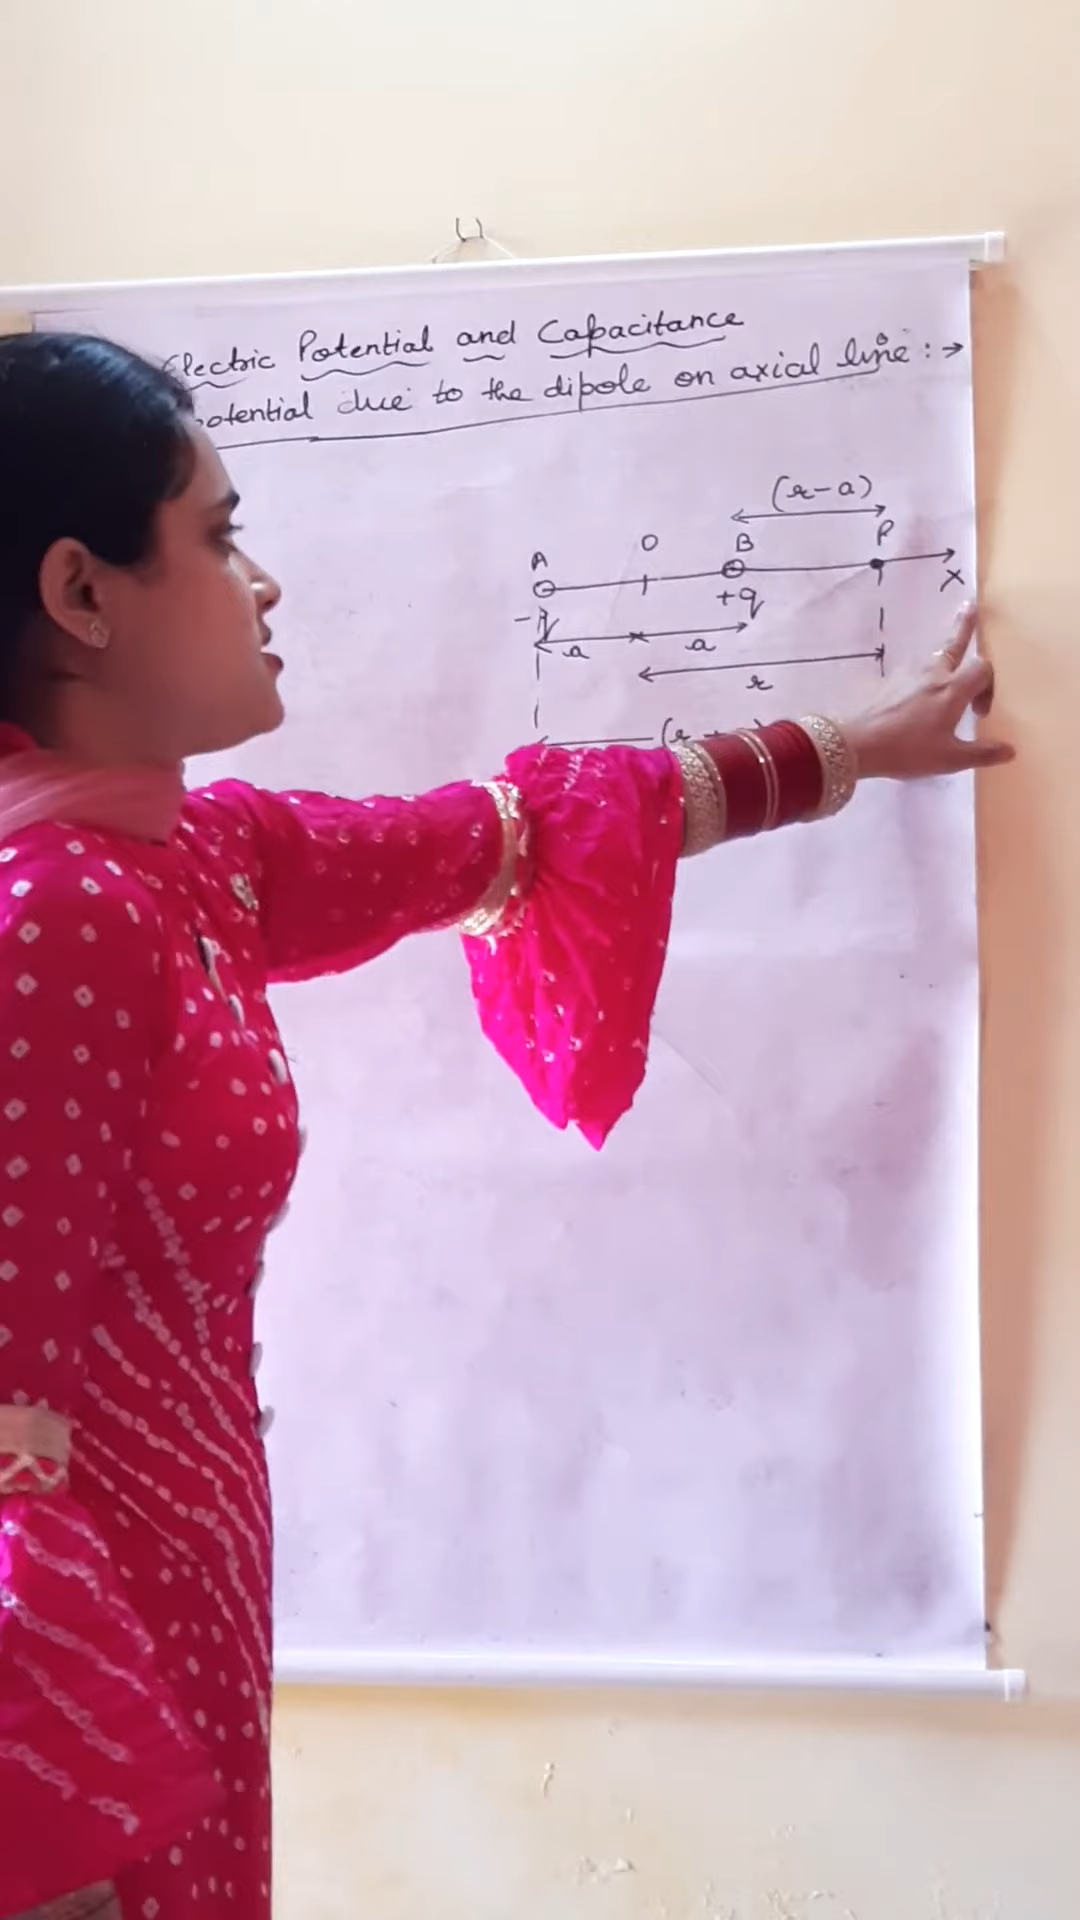 Electric Potential and Capacitance
potential due to the dipole on axial line : →
(r-a)
A O B P
X
-q +q
a a
r
(r +